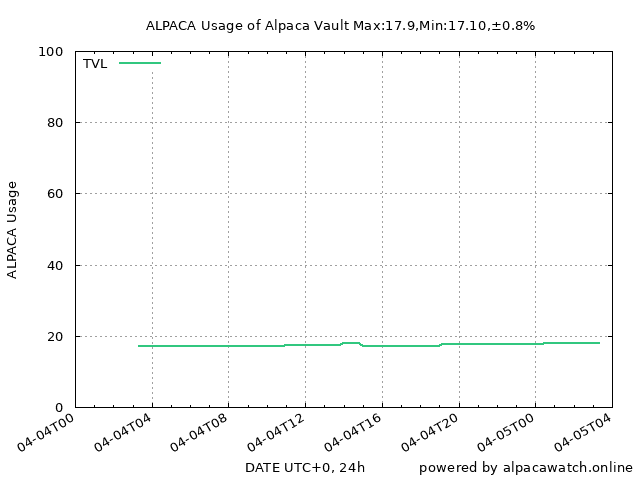 ALPACA Usage of Alpaca Vault Max:17.9,Min:17.10,±0.8%
100
TVL
80
60
ALPACA Usage
40
20
0
04-04T00 04-04T04 04-04T08 04-04T12 04-04T16 04-04T20 04-05T00 04-05T04
DATE UTC+0, 24h powered by alpacawatch.online